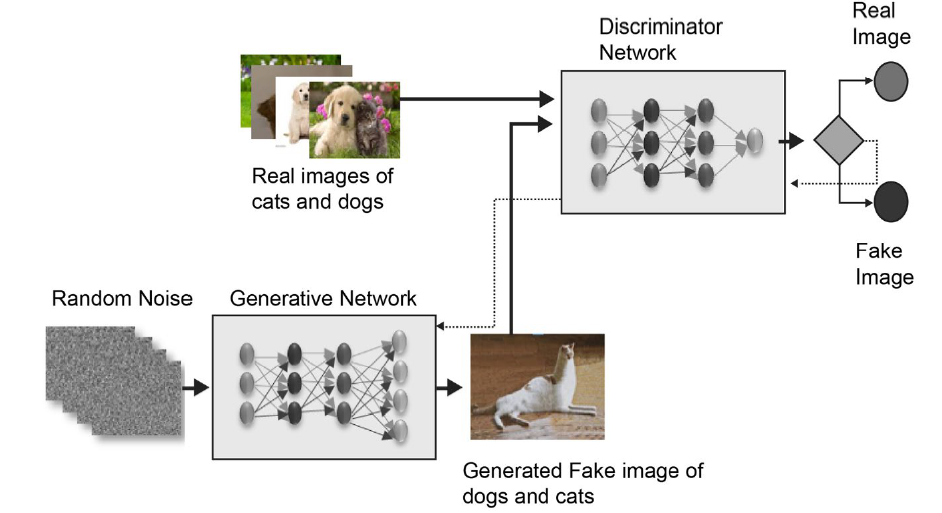 Discriminator
Network
Real
Image
Real images of
cats and dogs
Fake
Image
Random Noise
Generative Network
Generated Fake image of
dogs and cats